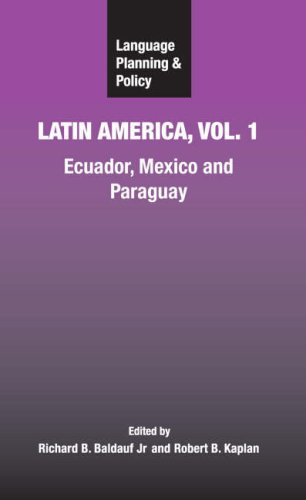 Language
Planning &
Policy
LATIN AMERICA, VOL. 1
Ecuador, Mexico and
Paraguay
Edited by
Richard B. Baldauf Jr and Robert B. Kaplan